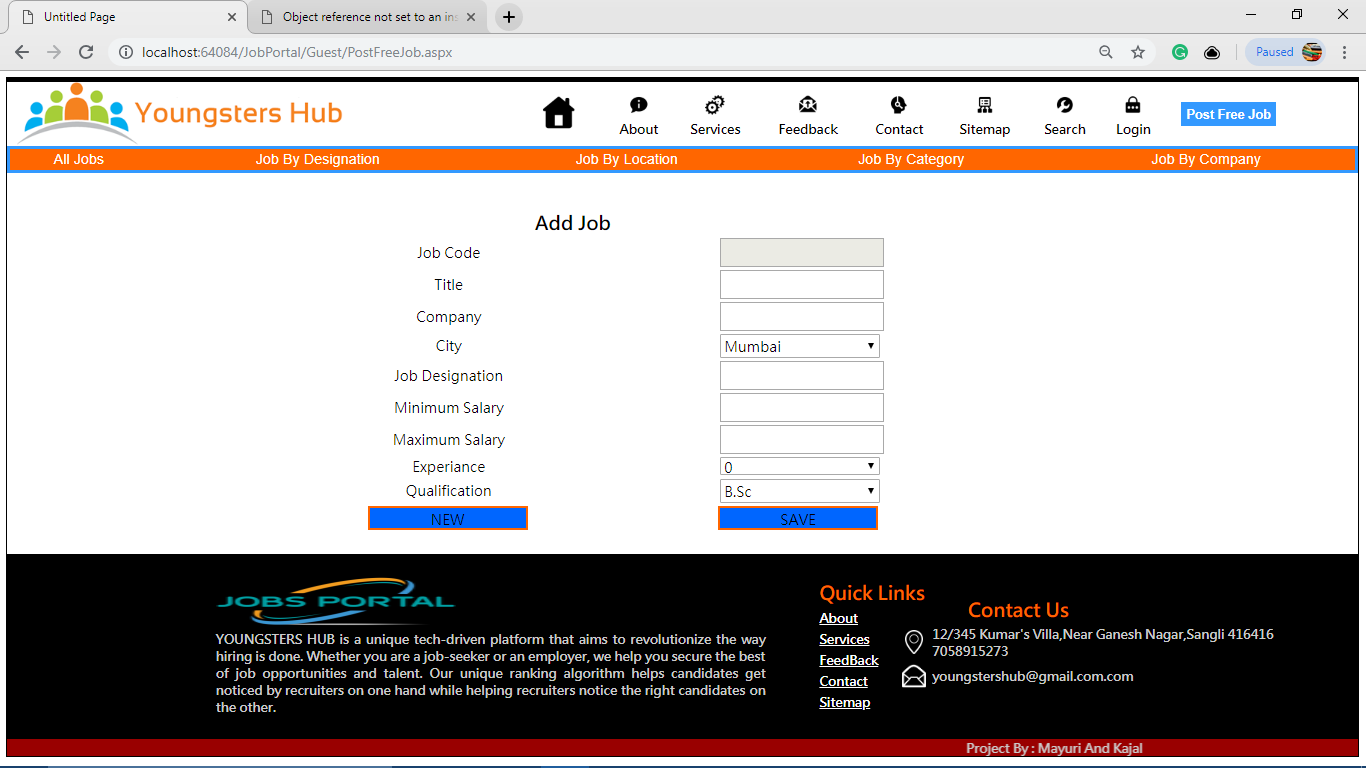 Untitled Page
Object reference not set to an ins
localhost:64084/JobPortal/Guest/PostFreeJob.aspx
Paused
Youngsters Hub
About Services Feedback Contact Sitemap Search Login Post Free Job
All Jobs Job By Designation Job By Location Job By Category Job By Company
Add Job
Job Code
Title
Company
City Mumbai
Job Designation
Minimum Salary
Maximum Salary
Experiance 0
Qualification B.Sc
NEW SAVE
JOBS PORTAL
YOUNGSTERS HUB is a unique tech-driven platform that aims to revolutionize the way
hiring is done. Whether you are a job-seeker or an employer, we help you secure the best
of job opportunities and talent. Our unique ranking algorithm helps candidates get
noticed by recruiters on one hand while helping recruiters notice the right candidates on
the other.
Quick Links
About
Services
FeedBack
Contact
Sitemap
Contact Us
12/345 Kumar's Villa,Near Ganesh Nagar,Sangli 416416
7058915273
youngstershub@gmail.com.com
Project By : Mayuri And Kajal